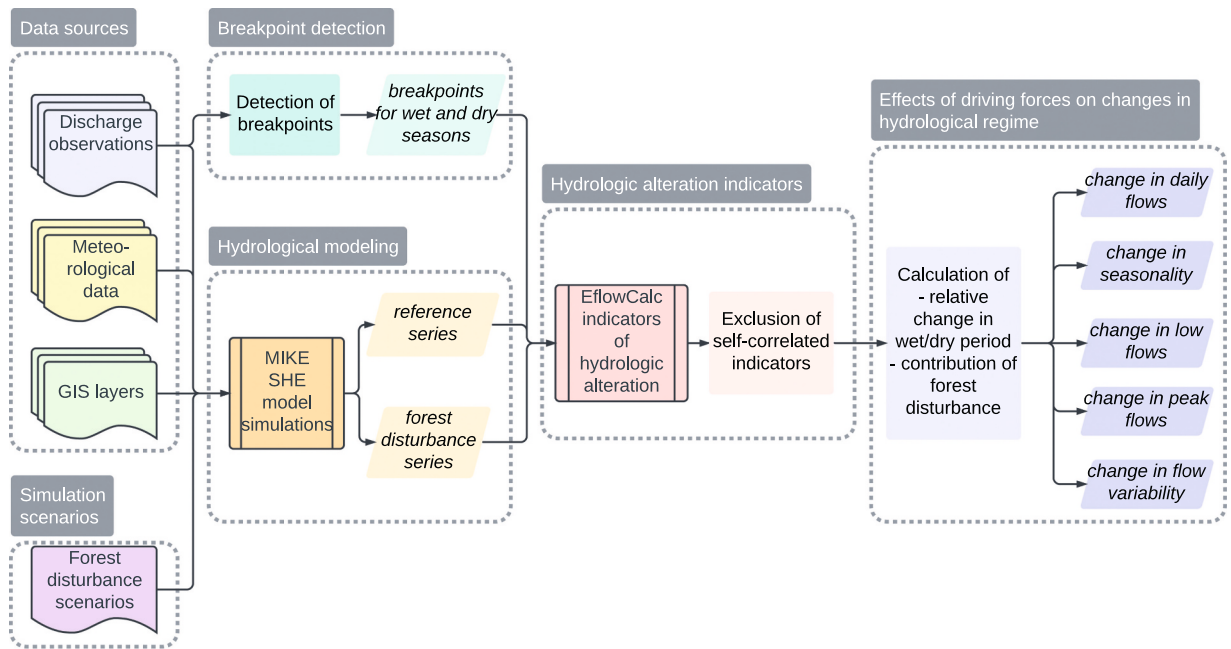 Data sources
Discharge
observations
Meteo-
rological
data
GIS layers
Simulation
scenarios
Forest
disturbance
scenarios
Breakpoint detection
Detection of
breakpoints
breakpoints
for wet and dry
seasons
Hydrological modeling
MIKE
SHE
model
simulations
reference
series
forest
disturbance
series
Hydrologic alteration indicators
EflowCalc
indicators
of
hydrologic
alteration
Exclusion of
self-correlated
indicators
Effects of driving forces on changes in
hydrological regime
Calculation of
- relative
change in
wet/dry period
- contribution of
forest
disturbance
change in daily
flows
change in
seasonality
change in low
flows
change in peak
flows
change in flow
variability